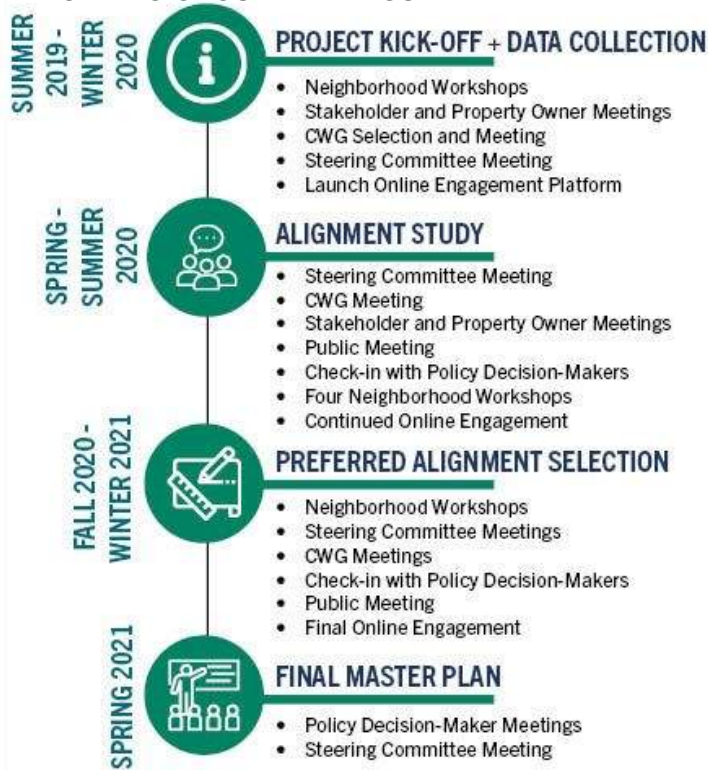 SUMMER
2019 -
WINTER
2020
PROJECT KICK-OFF + DATA COLLECTION
• Neighborhood Workshops
• Stakeholder and Property Owner Meetings
• CWG Selection and Meeting
• Steering Committee Meeting
• Launch Online Engagement Platform
SPRING -
SUMMER
2020
ALIGNMENT STUDY
• Steering Committee Meeting
• CWG Meeting
• Stakeholder and Property Owner Meetings
• Public Meeting
• Check-in with Policy Decision-Makers
• Four Neighborhood Workshops
• Continued Online Engagement
FALL 2020 -
WINTER 2021
PREFERRED ALIGNMENT SELECTION
• Neighborhood Workshops
• Steering Committee Meetings
• CWG Meetings
• Check-in with Policy Decision-Makers
• Public Meeting
• Final Online Engagement
SPRING 2021
FINAL MASTER PLAN
• Policy Decision-Maker Meetings
• Steering Committee Meeting